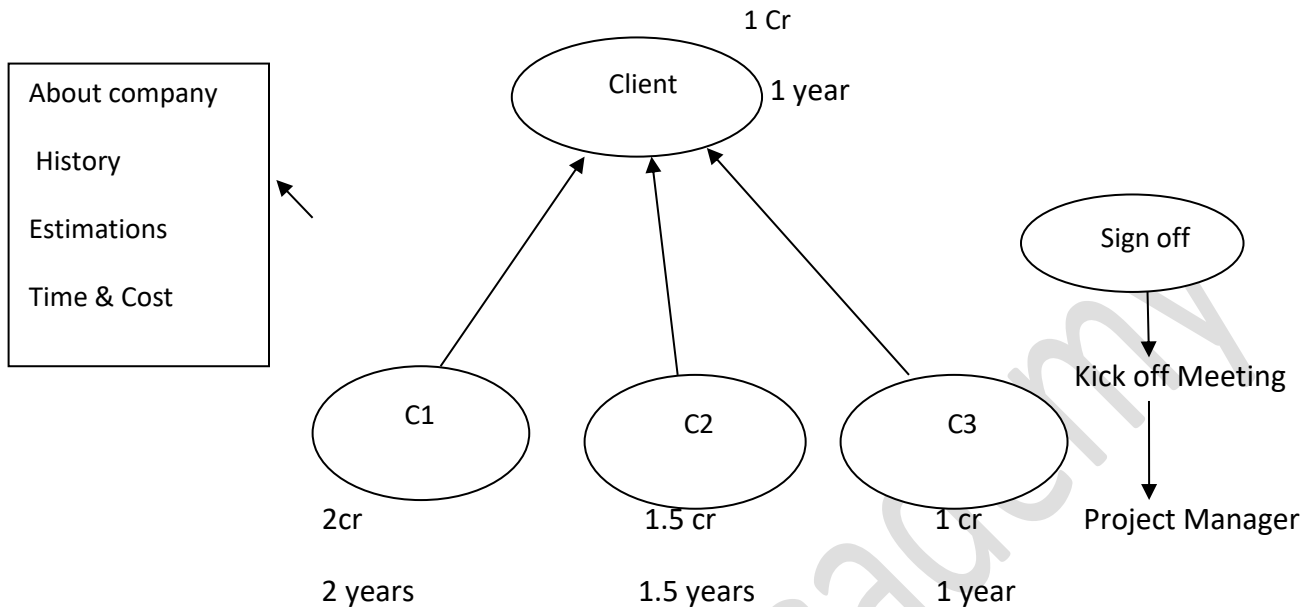 1 Cr
Client
1 year
About company
History
Estimations
Time & Cost
Sign off
Kick off Meeting
C1
C2
C3
2cr
1.5 cr
1 cr
Project Manager
2 years
1.5 years
1 year